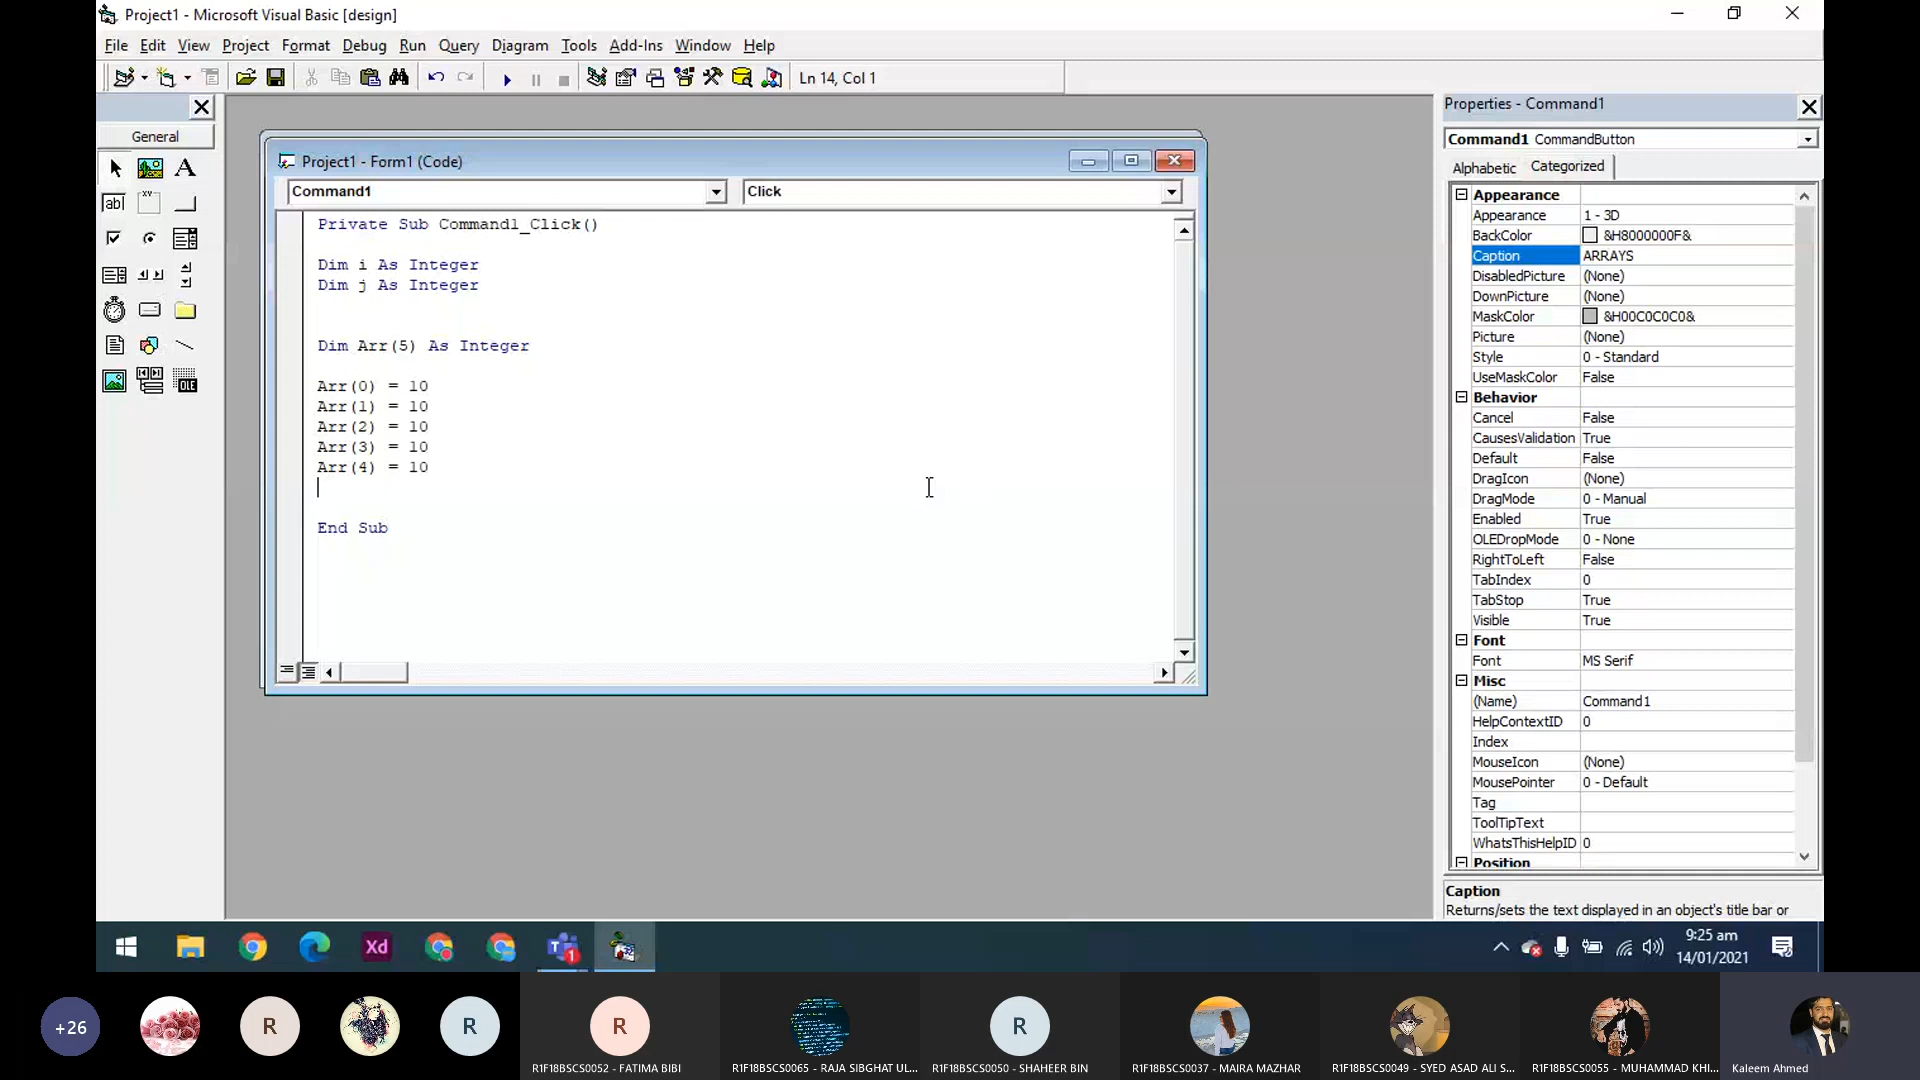 Project1 - Microsoft Visual Basic [design]
File Edit View Project Format Debug Run Query Diagram Tools Add-Ins Window Help
Ln 14, Col 1
General
A
ab|
XY
OLE
Project1 - Form1 (Code)
Command1
Click
Private Sub Command1_Click()
Dim i As Integer
Dim j As Integer
Dim Arr(5) As Integer
Arr(0) = 10
Arr(1) = 10
Arr(2) = 10
Arr(3) = 10
Arr(4) = 10
End Sub
Properties - Command1
Command1 CommandButton
Alphabetic Categorized
Appearance
Appearance 1 - 3D
BackColor &H8000000F&
Caption ARRAYS
DisabledPicture (None)
DownPicture (None)
MaskColor &H00C0C0C0&
Picture (None)
Style 0 - Standard
UseMaskColor False
Behavior
Cancel False
CausesValidation True
Default False
DragIcon (None)
DragMode 0 - Manual
Enabled True
OLEDropMode 0 - None
RightToLeft False
TabIndex 0
TabStop True
Visible True
Font
Font MS Serif
Misc
(Name) Command1
HelpContextID 0
Index
MouseIcon (None)
MousePointer 0 - Default
Tag
ToolTipText
WhatsThisHelpID 0
Position
Caption
Returns/sets the text displayed in an object's title bar or
Xd
1
9:25 am
14/01/2021
+26
R
R
R
R
R1F18BSCS0052 - FATIMA BIBI
R1F18BSCS0065 - RAJA SIBGHAT UL...
R1F18BSCS0050 - SHAHEER BIN
R1F18BSCS0037 - MAIRA MAZHAR
R1F18BSCS0049 - SYED ASAD ALI S...
R1F18BSCS0055 - MUHAMMAD KHI...
Kaleem Ahmed